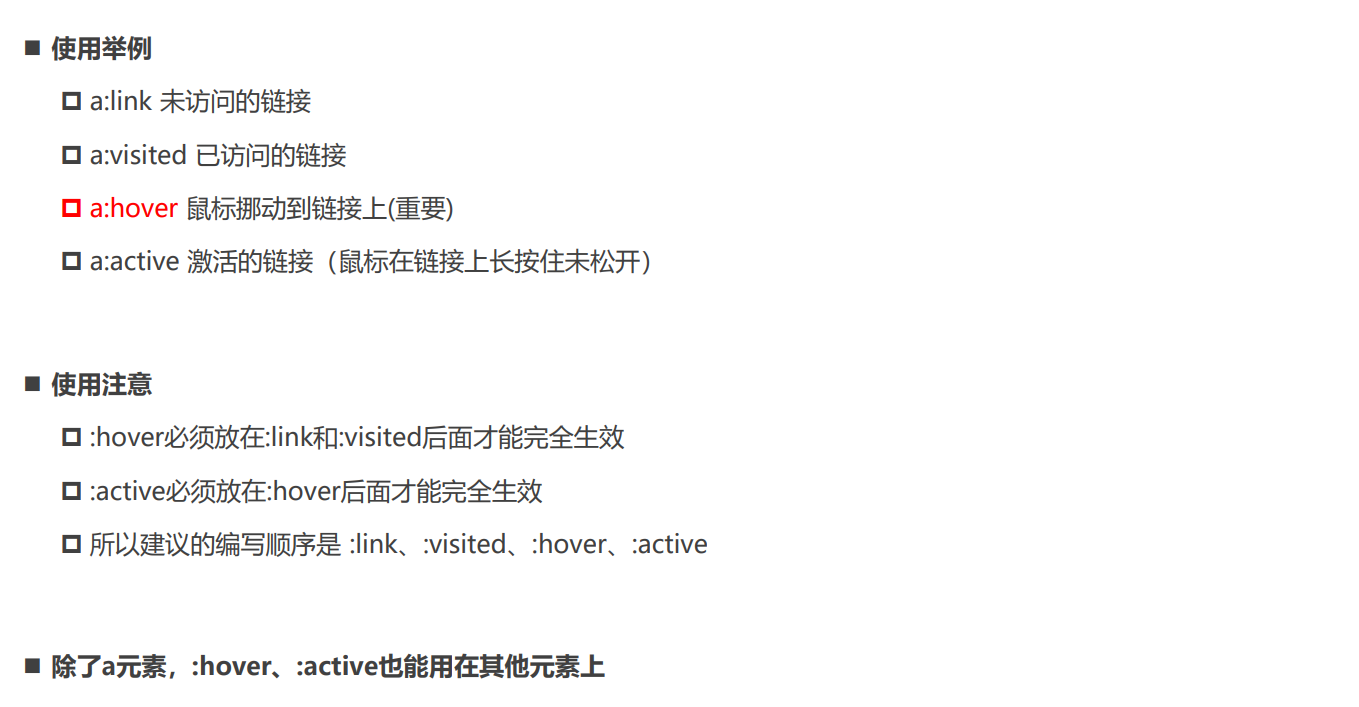 使用举例
a:link 未访问的链接
a:visited 已访问的链接
a:hover 鼠标挪动到链接上(重要)
a:active 激活的链接（鼠标在链接上长按住未松开）
使用注意
:hover必须放在:link和:visited后面才能完全生效
:active必须放在:hover后面才能完全生效
所以建议的编写顺序是 :link、:visited、:hover、:active
除了a元素，:hover、:active也能用在其他元素上